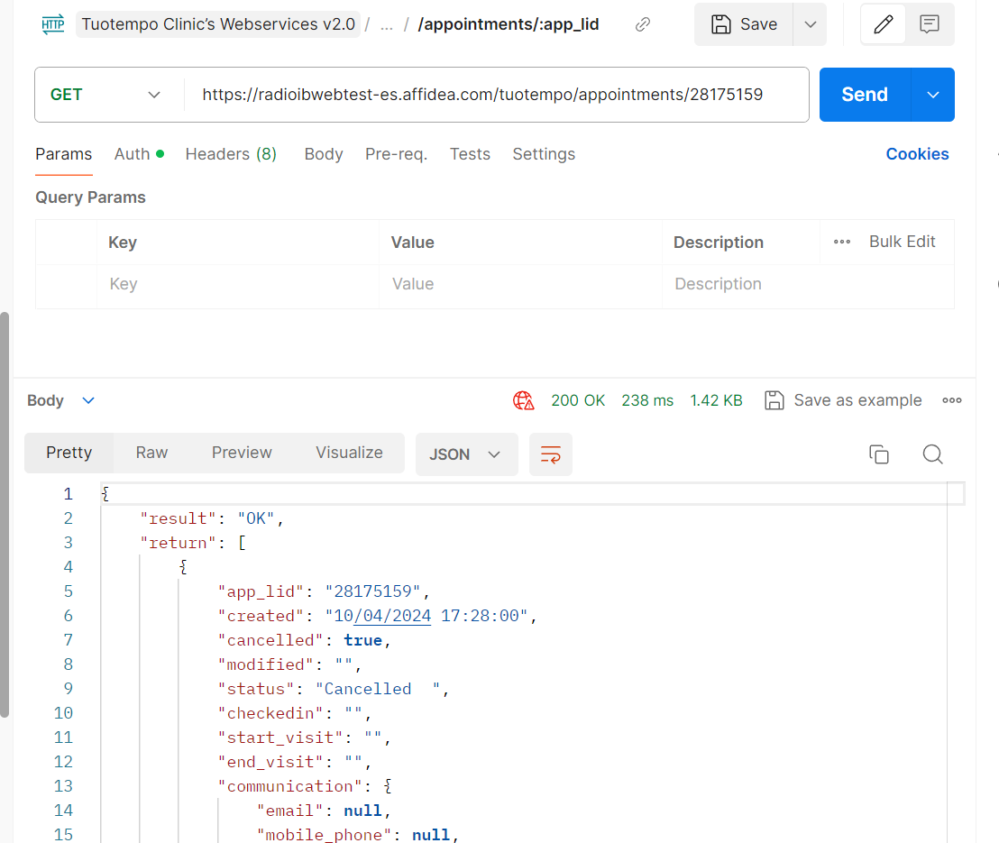 HTTP Tuotempo Clinic’s Webservices v2.0 / ... / /appointments/:app_lid Save
GET https://radioibwebtest-es.affidea.com/tuotempo/appointments/28175159 Send
Params Auth Headers (8) Body Pre-req. Tests Settings Cookies
Query Params
Key Value Description Bulk Edit
Key Value Description
Body 200 OK 238 ms 1.42 KB Save as example
Pretty Raw Preview Visualize JSON
1 {
2 "result": "OK",
3 "return": [
4 {
5 "app_lid": "28175159",
6 "created": "10/04/2024 17:28:00",
7 "cancelled": true,
8 "modified": "",
9 "status": "Cancelled  ",
10 "checkedin": "",
11 "start_visit": "",
12 "end_visit": "",
13 "communication": {
14 "email": null,
15 "mobile_phone": null,